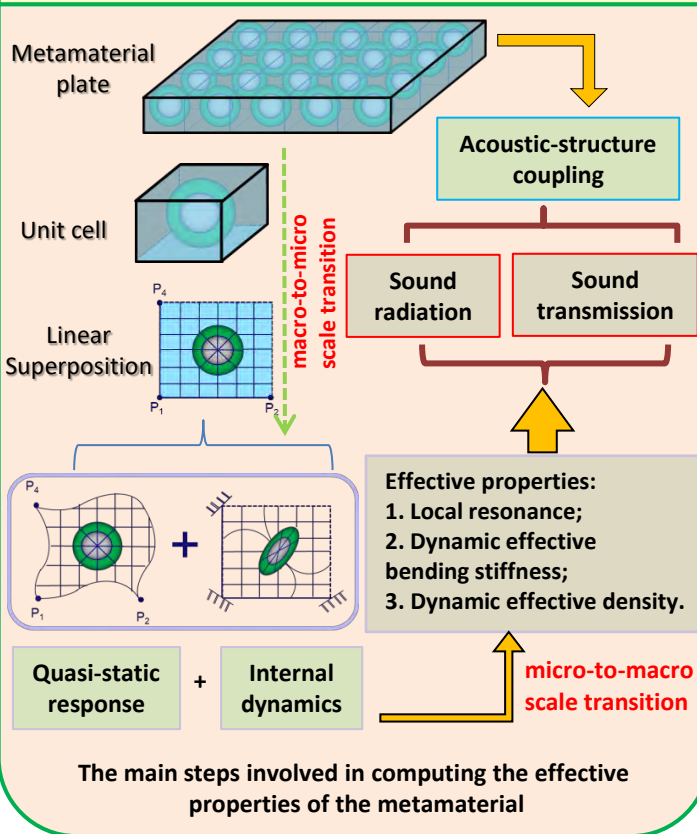 Metamaterial
plate
Acoustic-structure
coupling
Unit cell
macro-to-micro
scale transition
Sound
radiation
Sound
transmission
Linear
Superposition
P4
P1
P2
Effective properties:
1. Local resonance;
2. Dynamic effective
bending stiffness;
3. Dynamic effective density.
P4
P1
P2
+
Quasi-static
response
+
Internal
dynamics
micro-to-macro
scale transition
The main steps involved in computing the effective
properties of the metamaterial